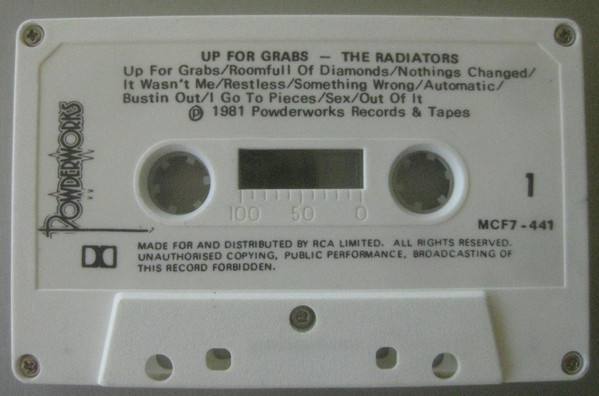 UP FOR GRABS — THE RADIATORS
Up For Grabs/Roomfull Of Diamonds/Nothings Changed/
It Wasn't Me/Restless/Something Wrong/Automatic/
Bustin Out/I Go To Pieces/Sex/Out Of It
℗ 1981 Powderworks Records & Tapes
POWDERWORKS
100 50 0
1
MCF7-441
MADE FOR AND DISTRIBUTED BY RCA LIMITED. ALL RIGHTS RESERVED.
UNAUTHORISED COPYING, PUBLIC PERFORMANCE, BROADCASTING OF
THIS RECORD FORBIDDEN.